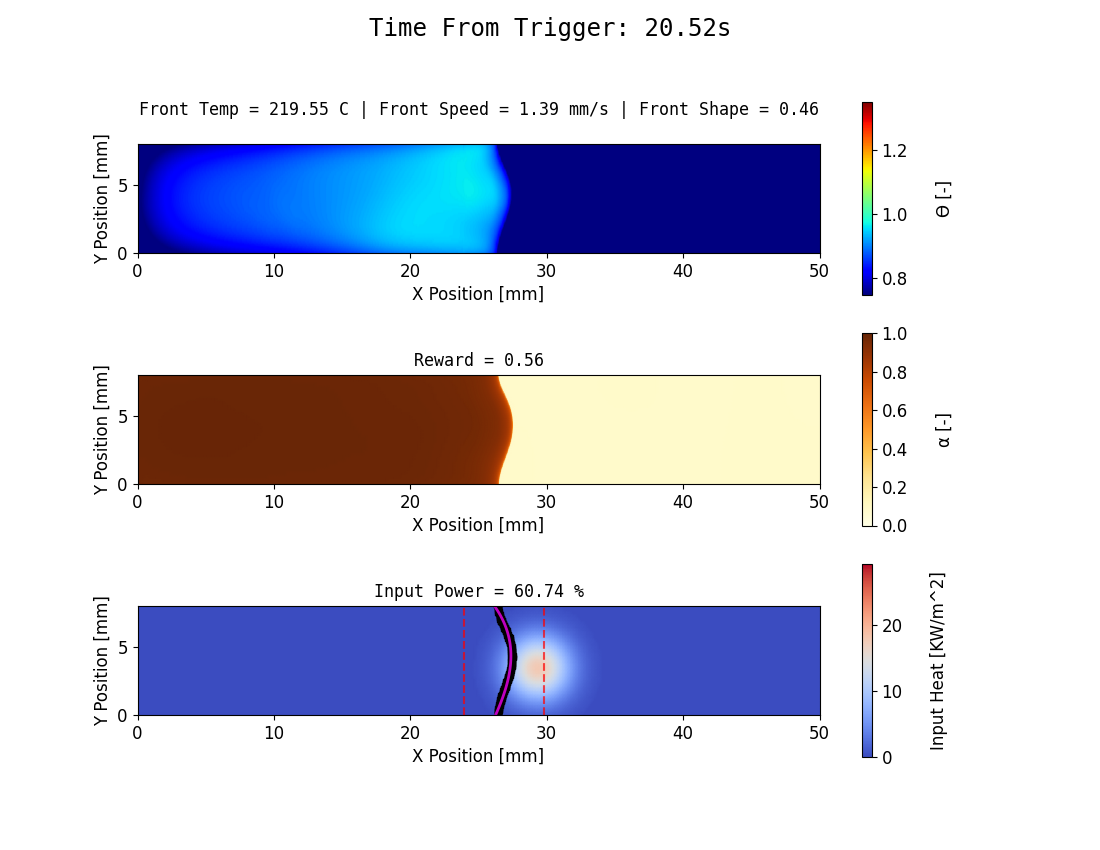 Time From Trigger: 20.52s
Front Temp = 219.55 C | Front Speed = 1.39 mm/s | Front Shape = 0.46
Y Position [mm]
5
0
0 10 20 30 40 50
X Position [mm]
1.2
1.0
0.8
Θ [-]
Reward = 0.56
Y Position [mm]
5
0
0 10 20 30 40 50
X Position [mm]
1.0
0.8
0.6
0.4
0.2
0.0
α [-]
Input Power = 60.74 %
Y Position [mm]
5
0
0 10 20 30 40 50
X Position [mm]
20
10
0
Input Heat [KW/m^2]